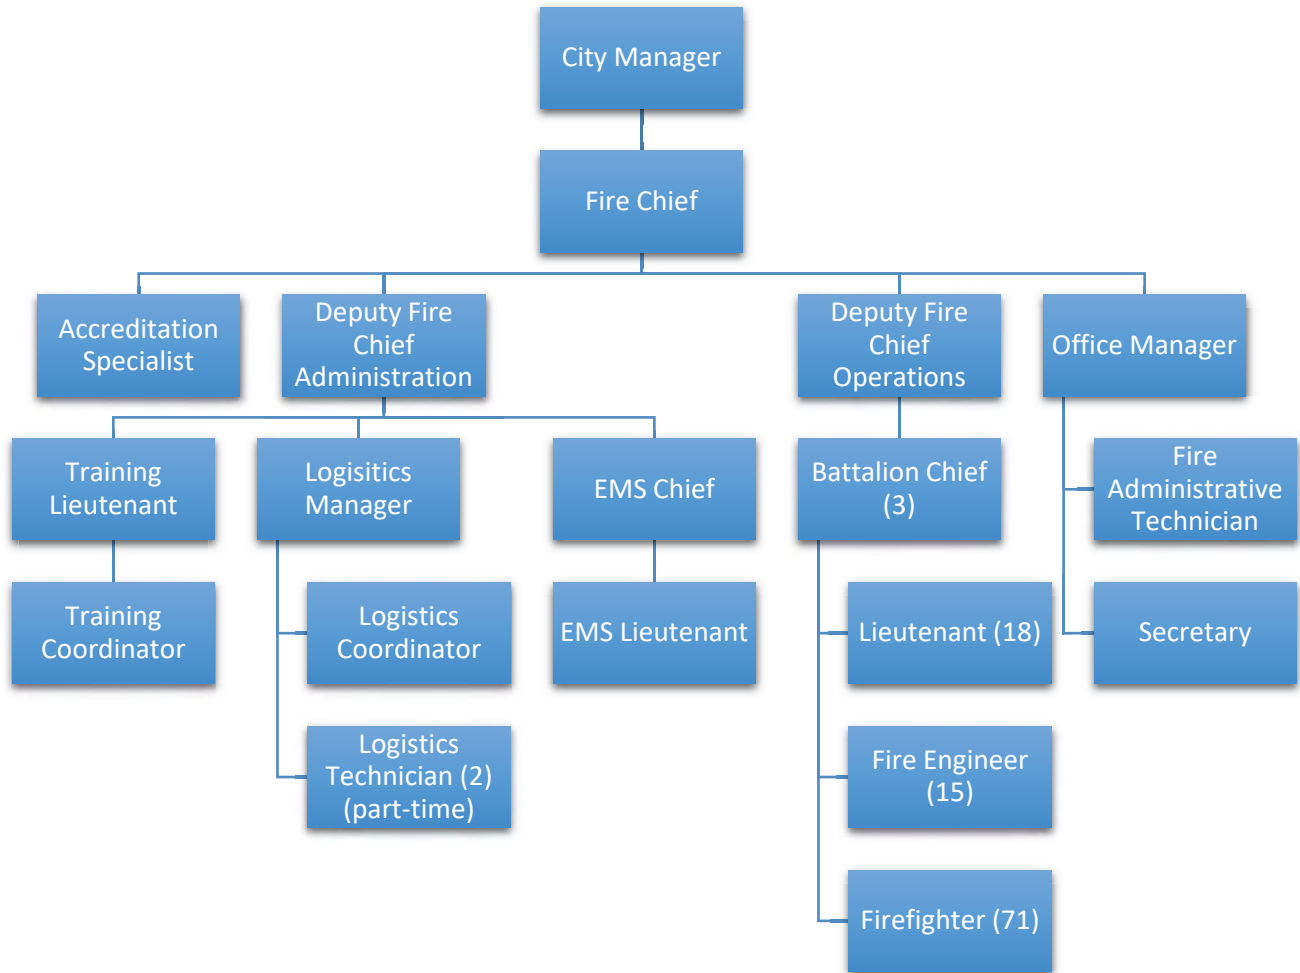 City Manager
Fire Chief
Accreditation
Specialist
Deputy Fire
Chief
Administration
Deputy Fire
Chief
Operations
Office Manager
Training
Lieutenant
Logisitics
Manager
EMS Chief
Battalion Chief
(3)
Fire
Administrative
Technician
Training
Coordinator
Logistics
Coordinator
EMS Lieutenant
Lieutenant (18)
Secretary
Logistics
Technician (2)
(part-time)
Fire Engineer
(15)
Firefighter (71)